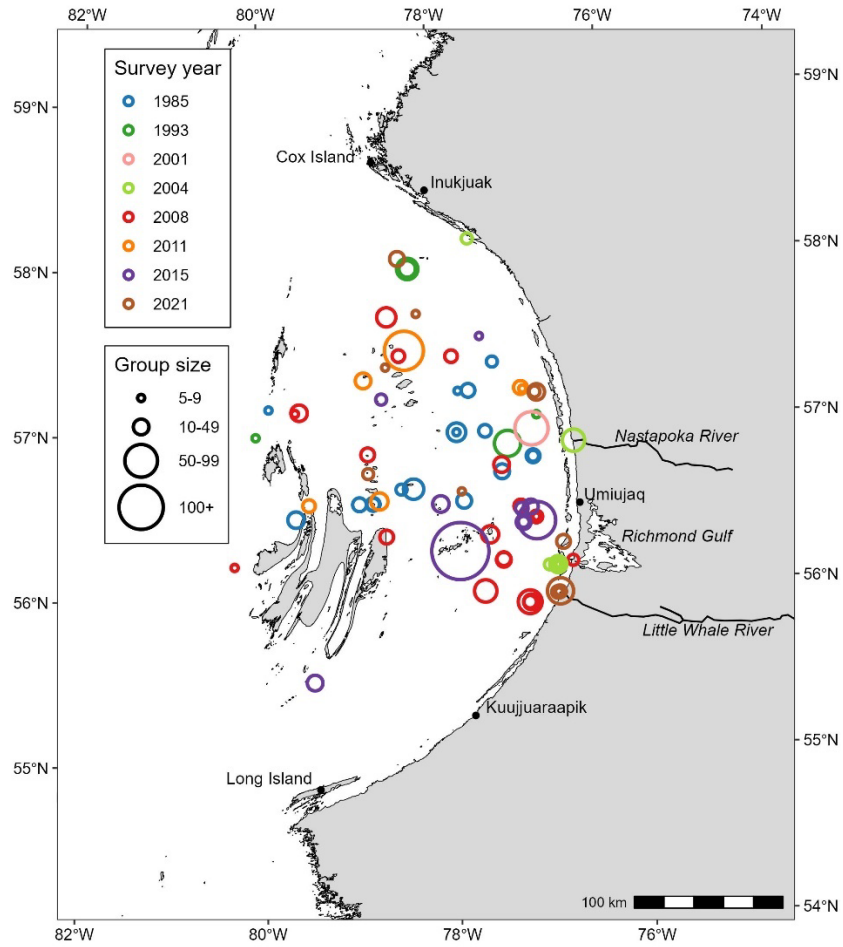 82°W 80°W 78°W 76°W 74°W
Survey year
1985
1993
2001
2004
2008
2011
2015
2021
Group size
5-9
10-49
50-99
100+
59°N
58°N
57°N
56°N
55°N
59°N
58°N
57°N
56°N
55°N
54°N
Cox Island
Inukjuak
Nastapoka River
Umiujaq
Richmond Gulf
Little Whale River
Kuujjuaraapik
Long Island
100 km
82°W 80°W 78°W 76°W